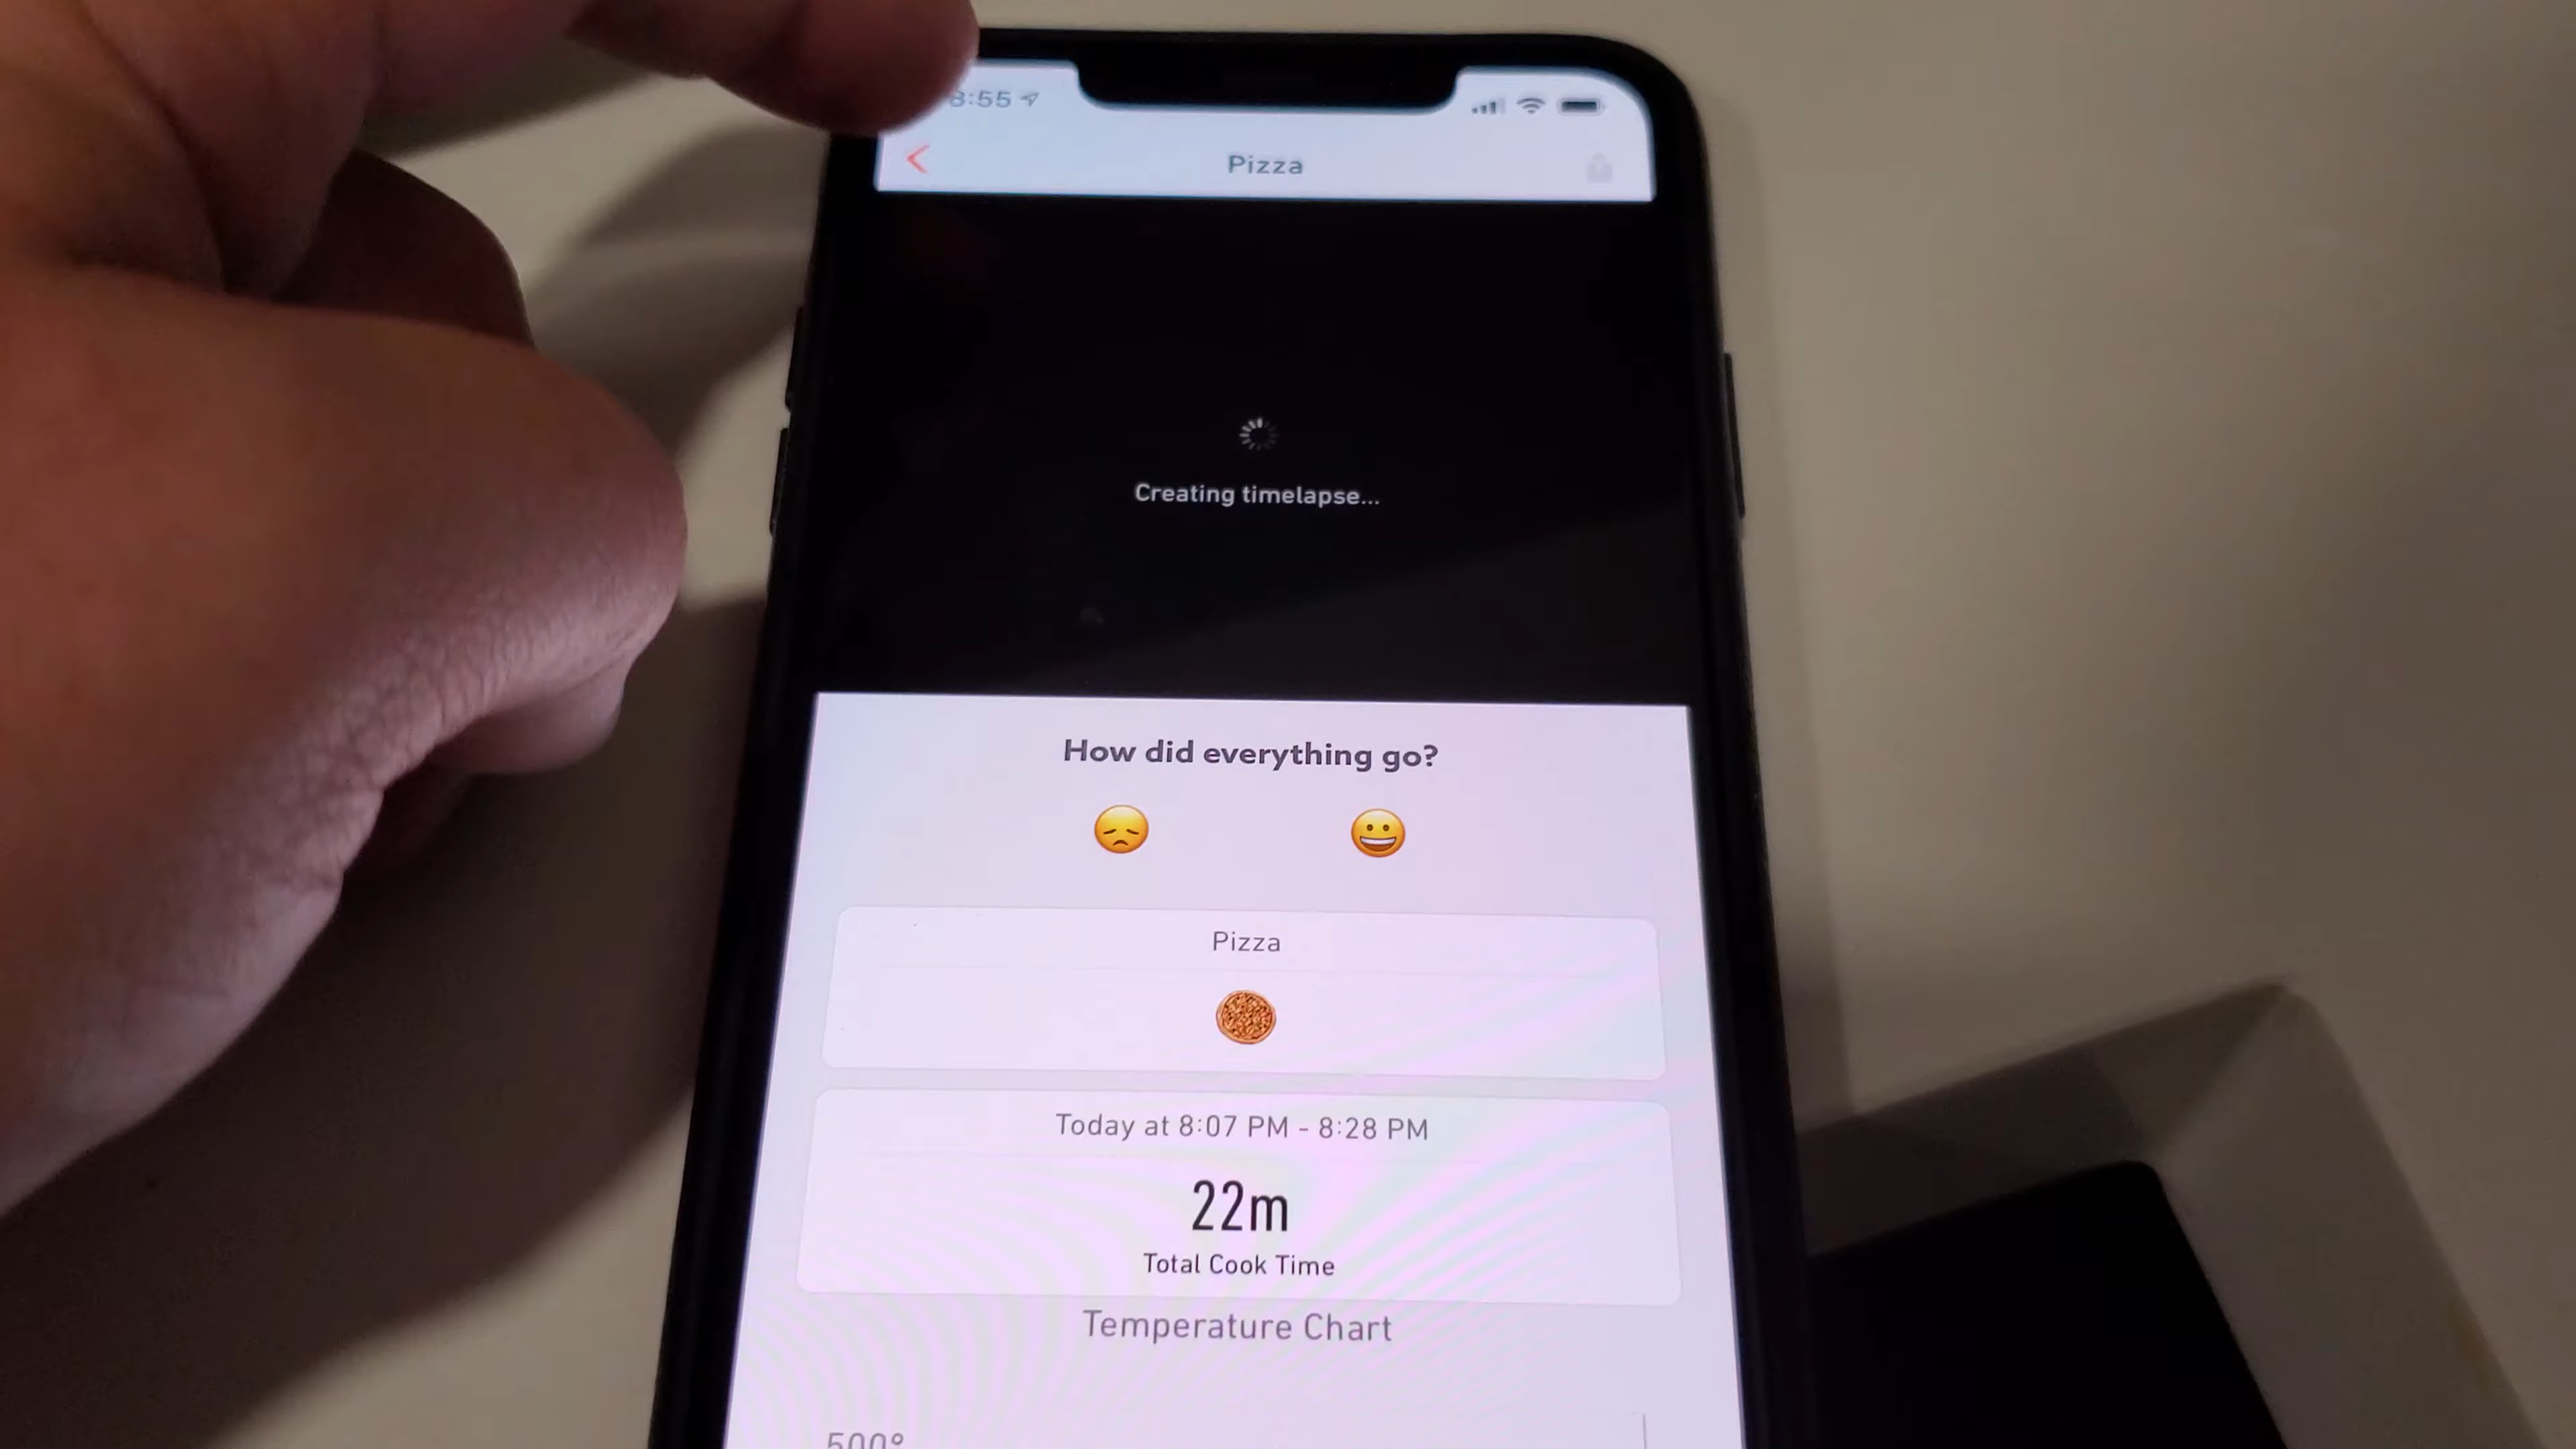 8:55
Pizza
Creating timelapse...
How did everything go?
Pizza
Today at 8:07 PM - 8:28 PM
22m
Total Cook Time
Temperature Chart
500°